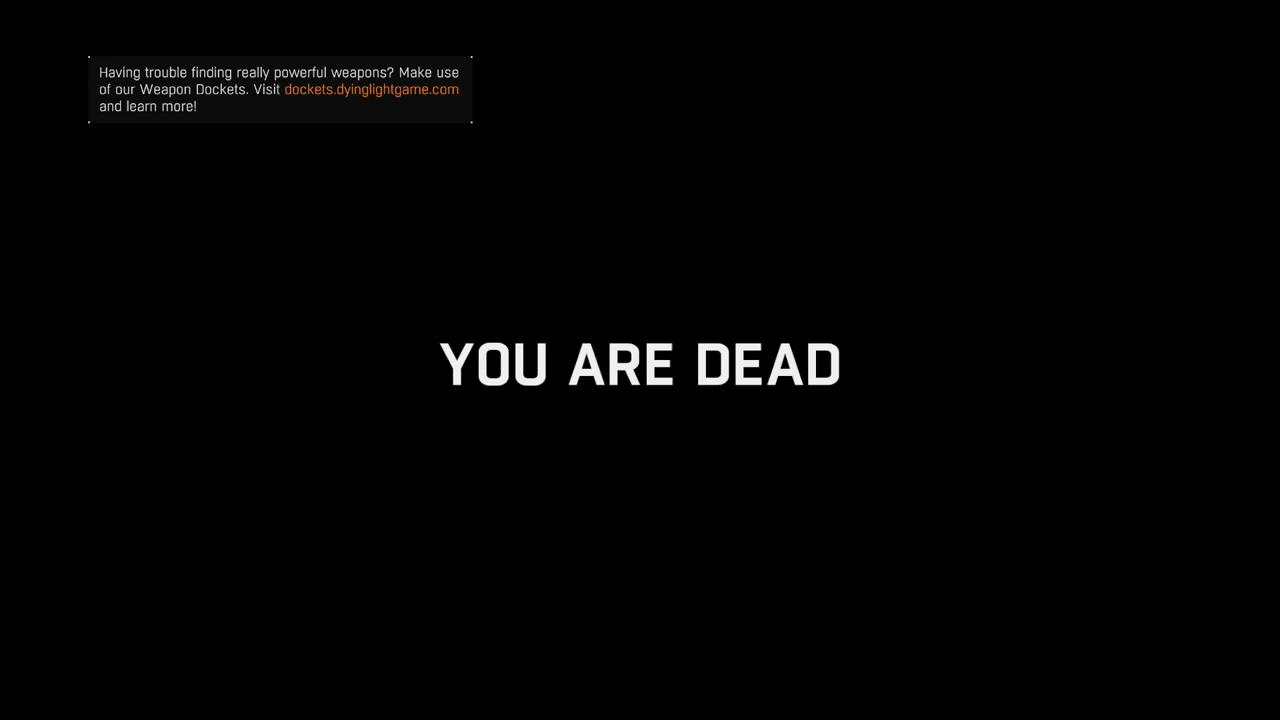 Having trouble finding really powerful weapons? Make use
of our Weapon Dockets. Visit dockets.dyinglightgame.com
and learn more!
YOU ARE DEAD